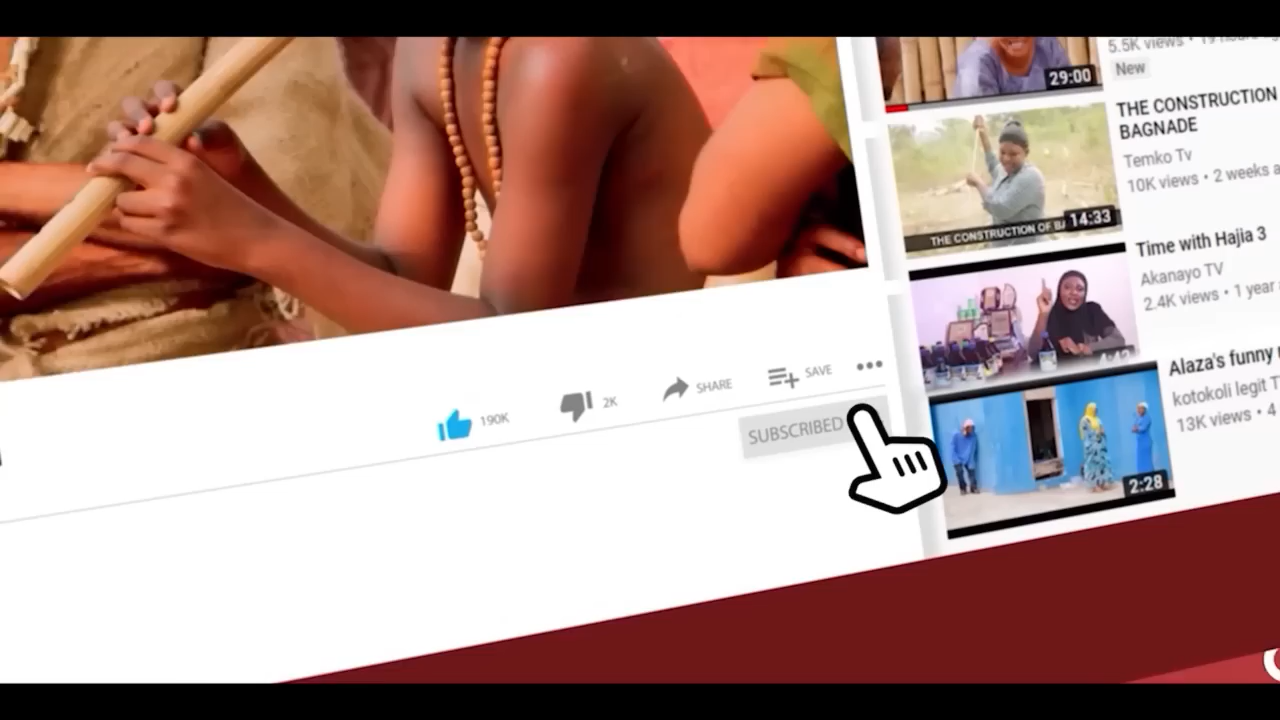 190K
2K
SHARE
SAVE
SUBSCRIBED
5.5K views •
29:00
New
THE CONSTRUCTION
BAGNADE
Temko Tv
10K views • 2 weeks a
THE CONSTRUCTION OF
14:33
Time with Hajia 3
Akanayo TV
2.4K views • 1 year
4:42
Alaza's funny
kotokoli legit T
13K views • 4
2:28